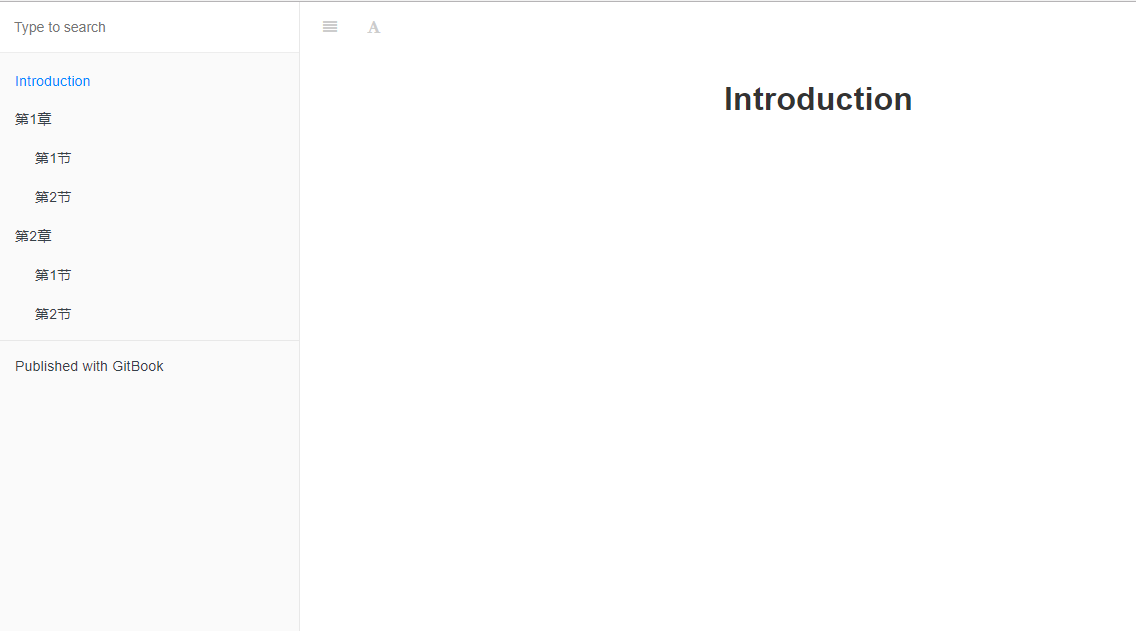 Type to search
Introduction
第1章
第1节
第2节
第2章
第1节
第2节
Published with GitBook
A
Introduction